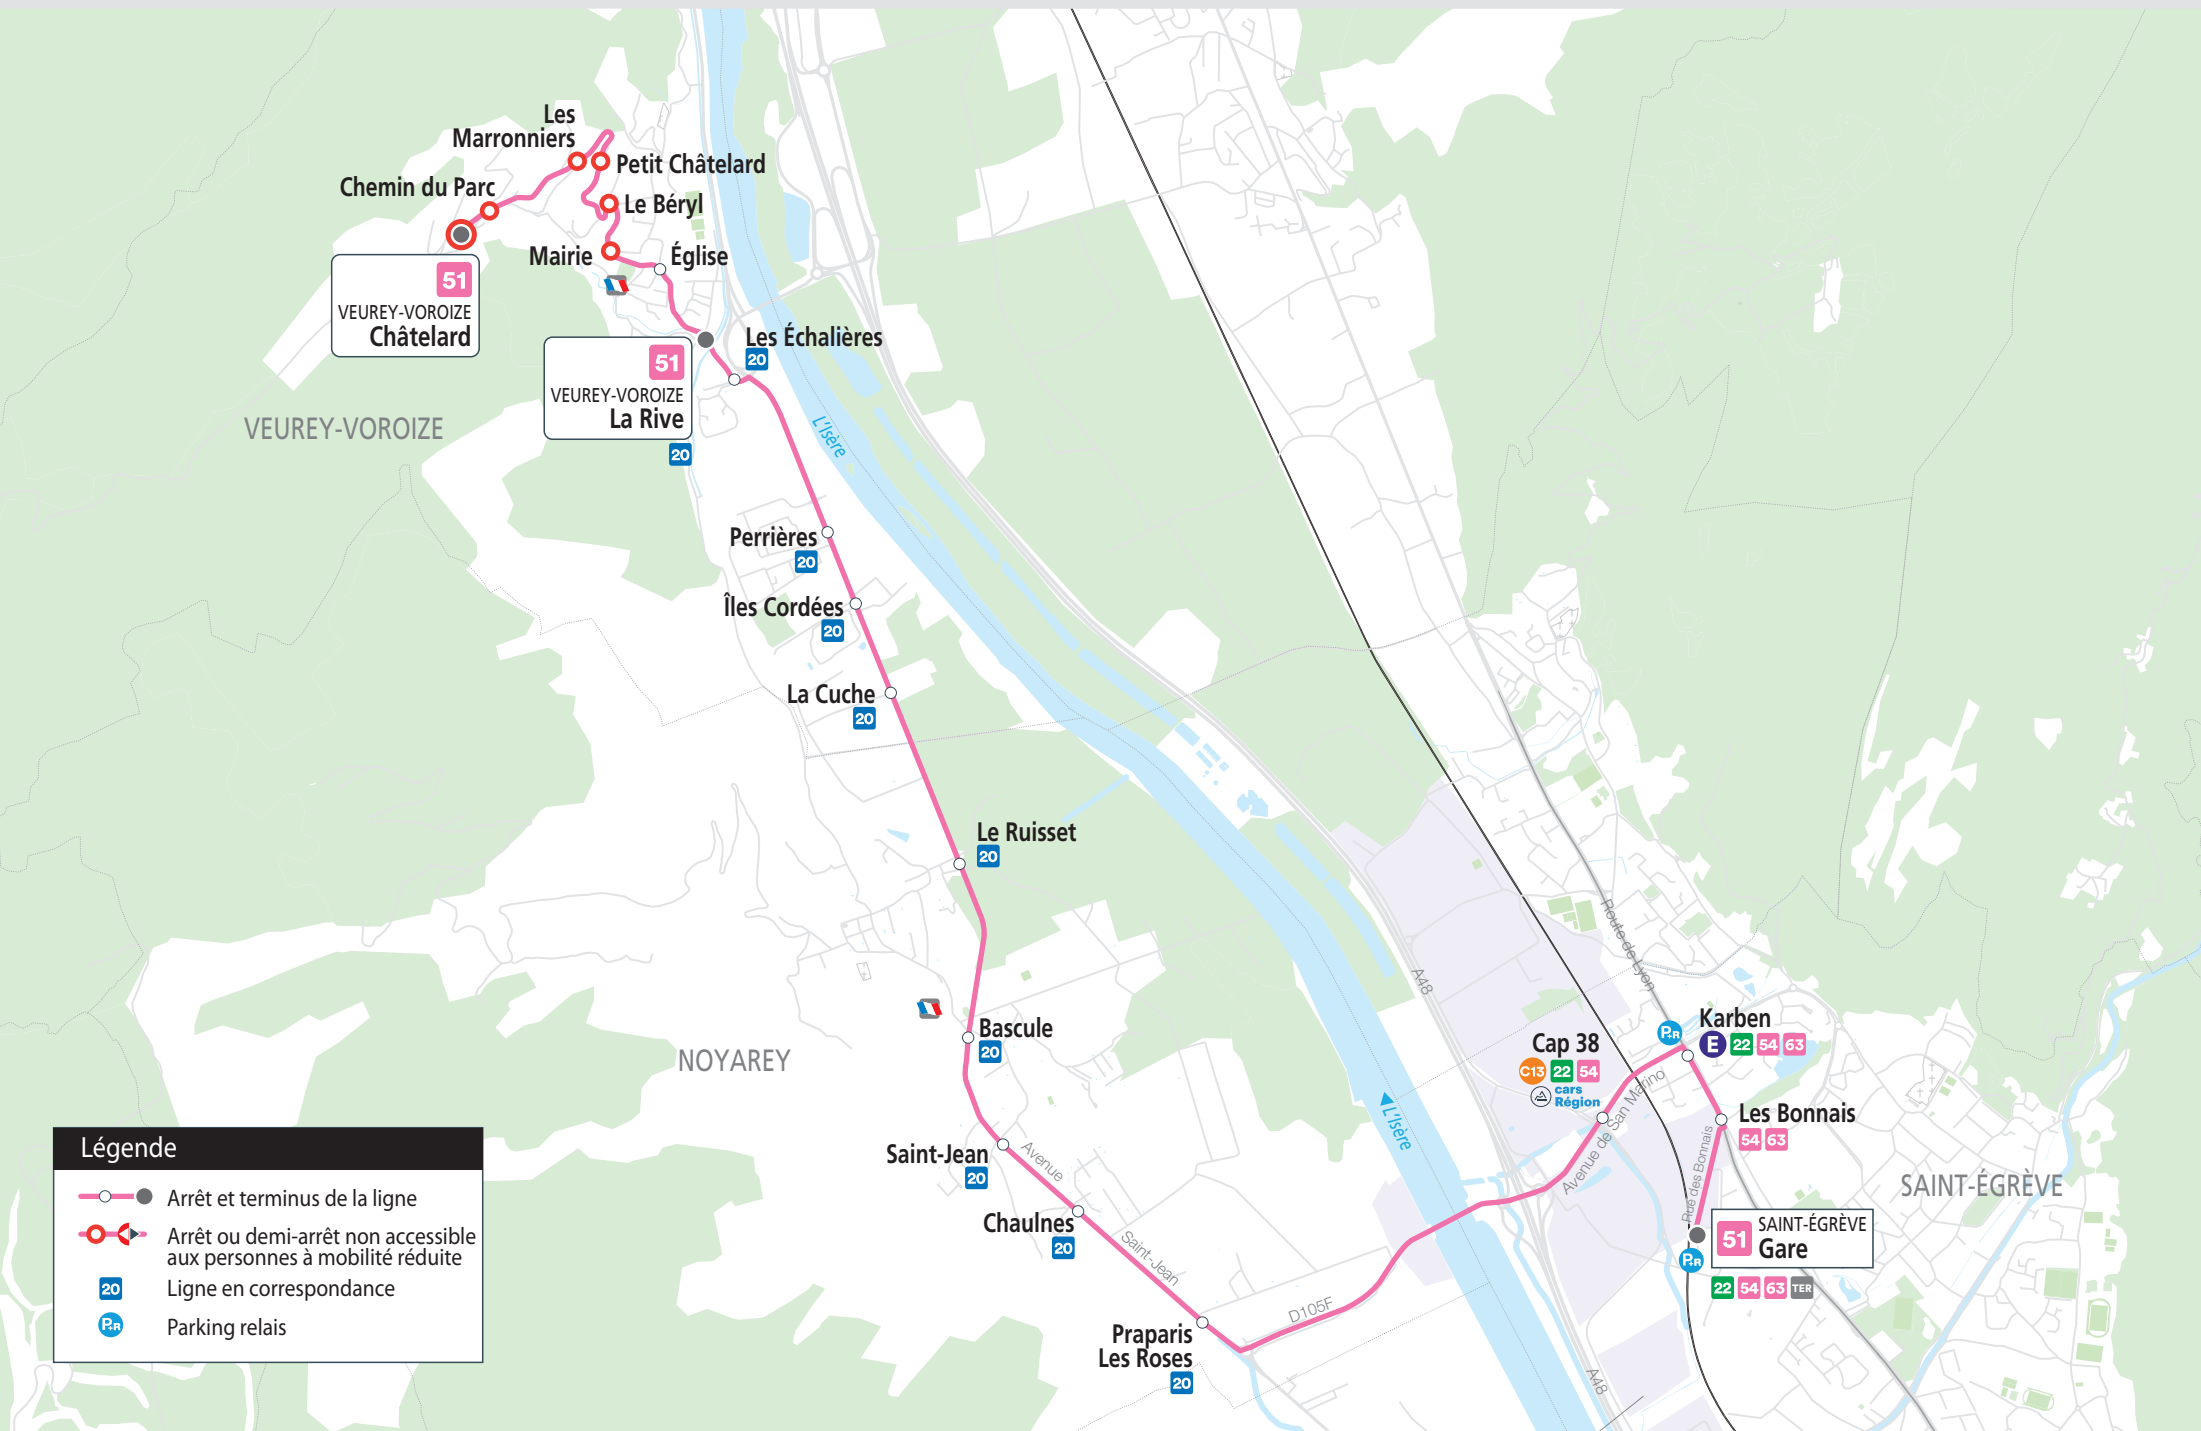 Les
Marronniers
Petit Châtelard
Chemin du Parc
Le Béryl
Mairie
Église
51
VEUREY-VOROIZE
Châtelard
Les Échalières
20
51
VEUREY-VOROIZE
La Rive
20
VEUREY-VOROIZE
L'Isère
Perrières
20
Îles Cordées
20
La Cuche
20
Le Ruisset
20
Route de Lyon
A48
Bascule
20
NOYAREY
Karben
P+R
E 22 54 63
Cap 38
C13 22 54
cars
Région
Avenue de San Marino
L'Isère
Les Bonnais
54 63
Rue des Bonnais
SAINT-ÉGRÈVE
Saint-Jean
20
Avenue
Chaulnes
20
Saint-Jean
51
SAINT-ÉGRÈVE
Gare
P+R
22 54 63 TER
D105F
Praparis
Les Roses
20
A48
Légende
Arrêt et terminus de la ligne
Arrêt ou demi-arrêt non accessible
aux personnes à mobilité réduite
20 Ligne en correspondance
P+R Parking relais